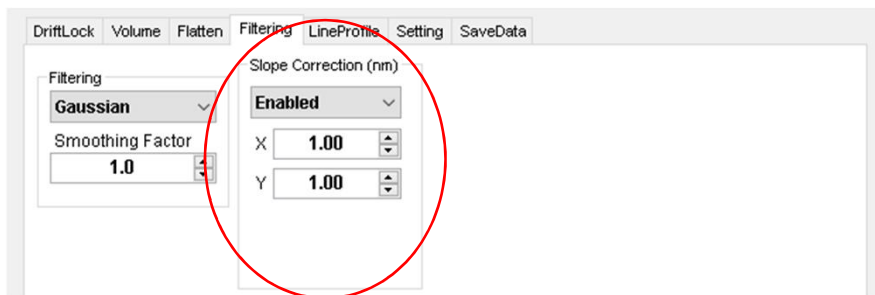 DriftLock Volume Flatten Filtering LineProfile Setting SaveData
Filtering
Gaussian
Smoothing Factor
1.0
Slope Correction (nm)
Enabled
X 1.00
Y 1.00